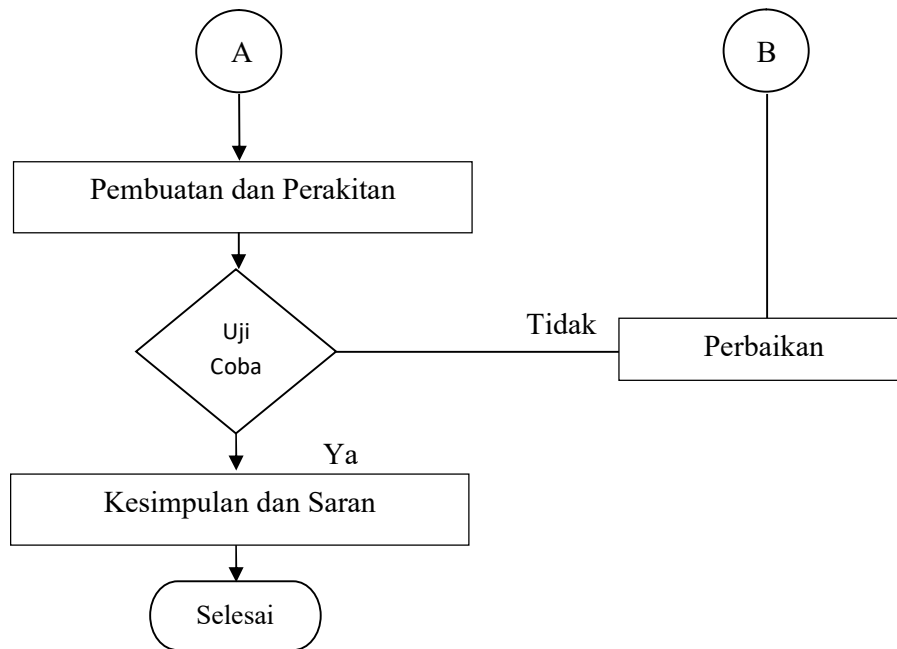 A
B
Pembuatan dan Perakitan
Uji
Coba
Tidak
Perbaikan
Ya
Kesimpulan dan Saran
Selesai